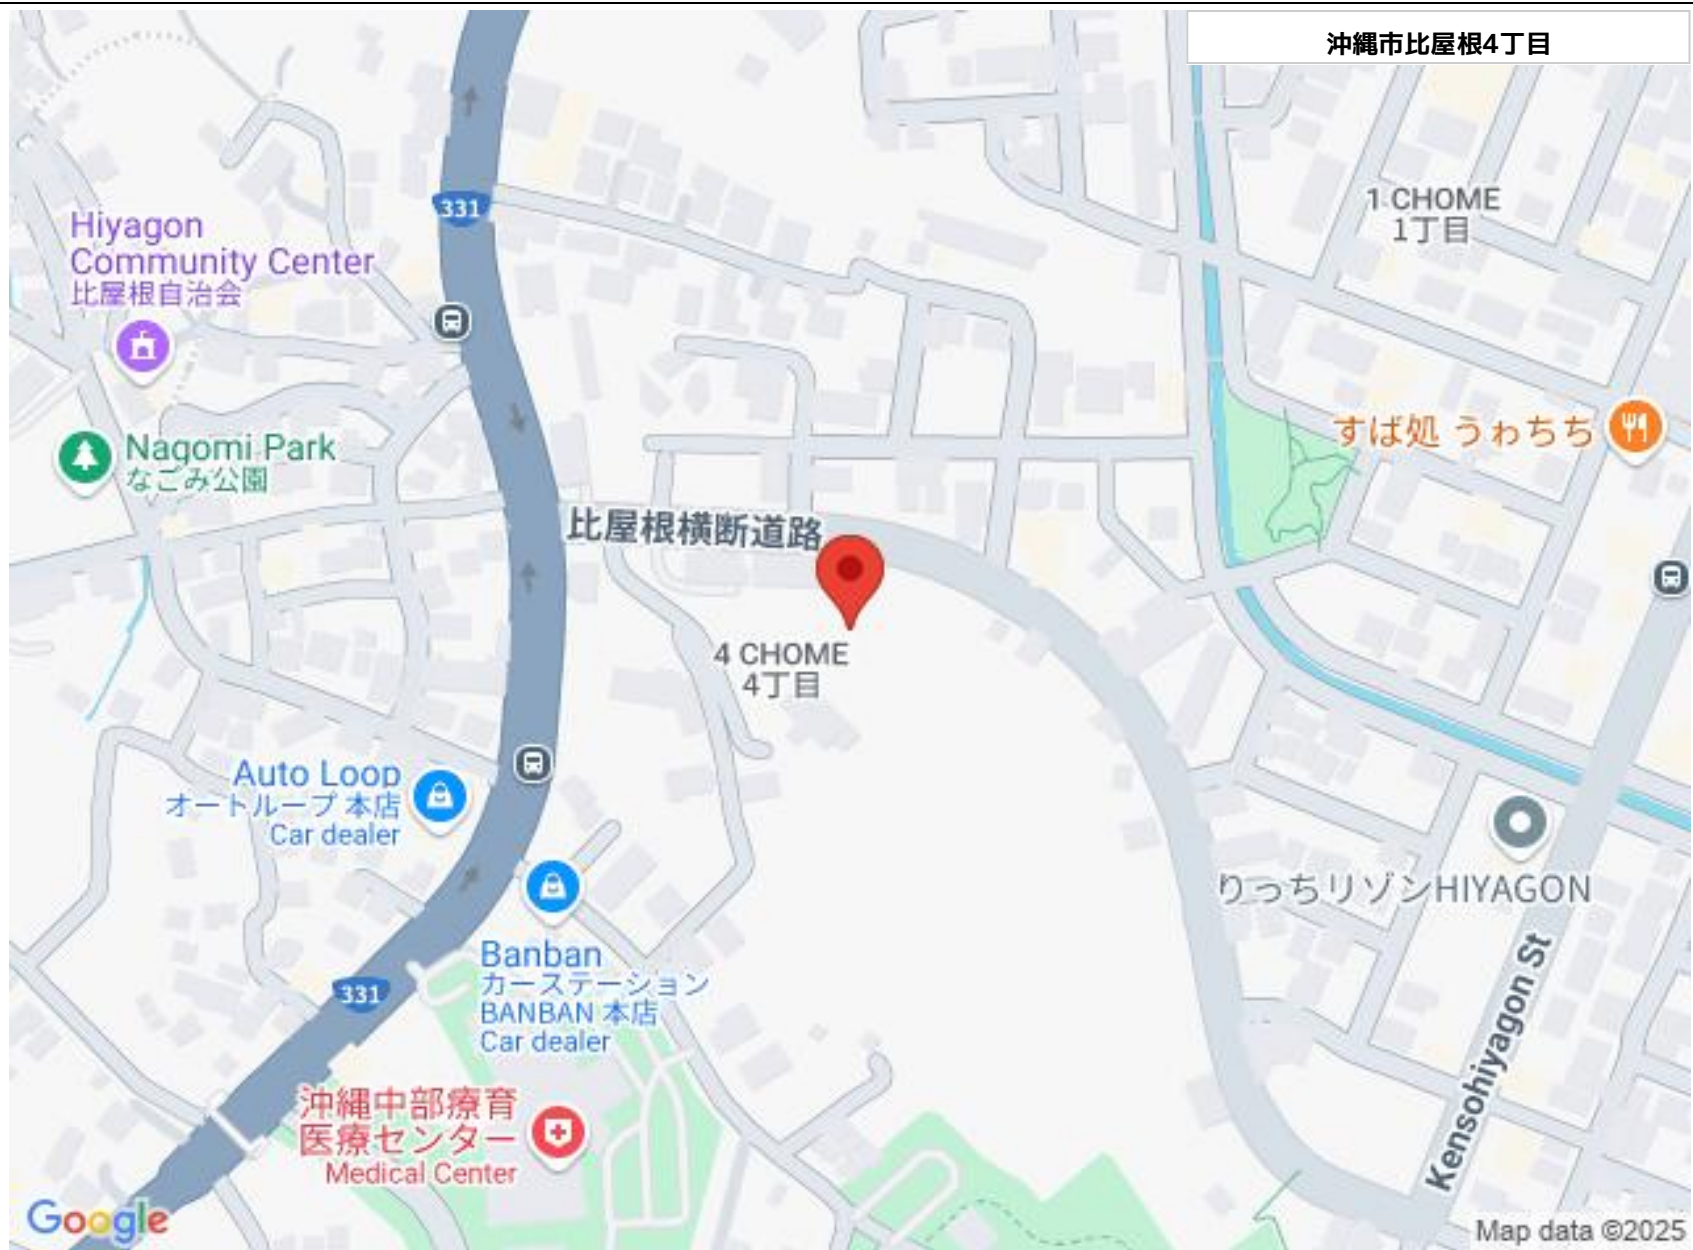 沖縄市比屋根4丁目
331
1 CHOME
1丁目
Hiyagon
Community Center
比屋根自治会
すば処 うゎちち
Nagomi Park
なごみ公園
比屋根横断道路
4 CHOME
4丁目
Auto Loop
オートループ 本店
Car dealer
りっちリゾンHIYAGON
Banban
カーステーション
BANBAN 本店
Car dealer
331
Kensohiyagon St
沖縄中部療育
医療センター
Medical Center
Google
Map data ©2025